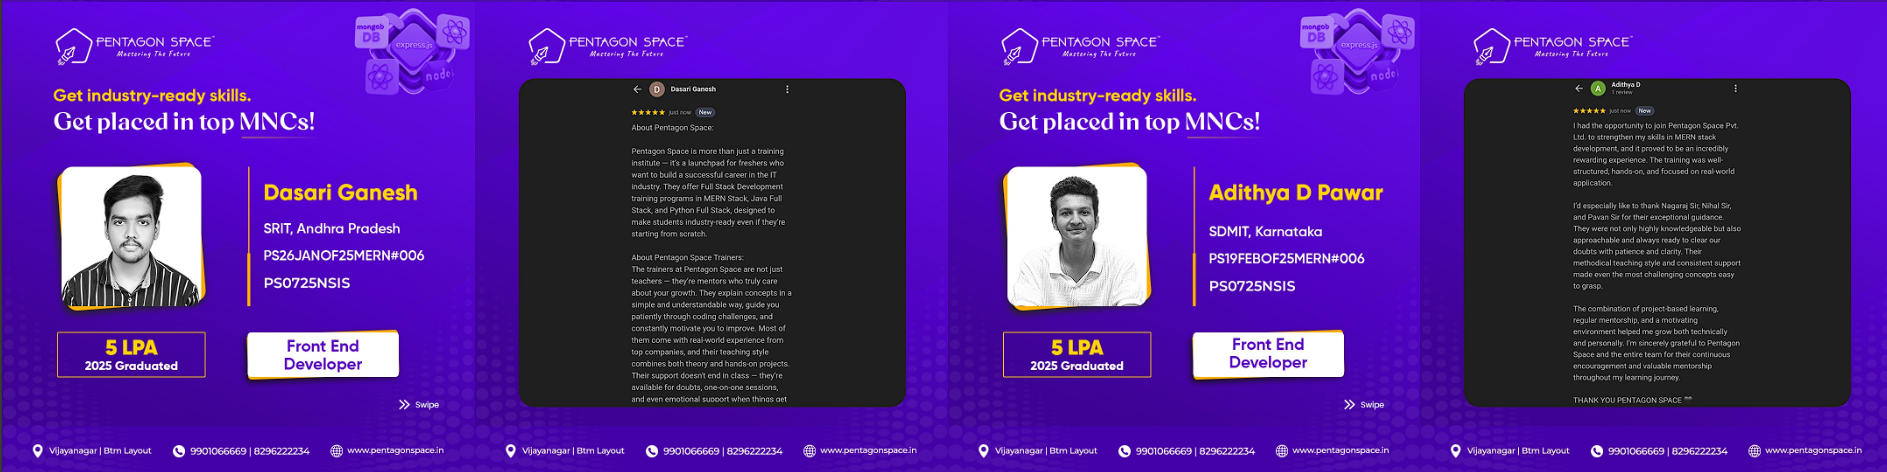 PENTAGON SPACE
Mastering The Future
mongo DB
express.js
node
Get industry-ready skills.
Get placed in top MNCs!
Dasari Ganesh
SRIT, Andhra Pradesh
PS26JANOF25MERN#006
PS0725NSIS
5 LPA
2025 Graduated
Front End
Developer
Swipe
Vijayanagar | Btm Layout
9901066669 | 8296222234
www.pentagonspace.in
PENTAGON SPACE
Mastering The Future
D
Dasari Ganesh
just now
New
About Pentagon Space:
Pentagon Space is more than just a training
institute — it's a launchpad for freshers who
want to build a successful career in the IT
industry. They offer Full Stack Development
training programs in MERN Stack, Java Full
Stack, and Python Full Stack, designed to
make students industry-ready even if they're
starting from scratch.
About Pentagon Space Trainers:
The trainers at Pentagon Space are not just
teachers — they're mentors who truly care
about your growth. They explain concepts in a
simple and understandable way, guide you
patiently through coding challenges, and
constantly motivate you to improve. Most of
them come with real-world experience from
top companies, and their teaching style
combines both theory and hands-on projects.
Their support doesn't end in class — they're
available for doubts, one-on-one sessions,
and even emotional support when things get
Vijayanagar | Btm Layout
9901066669 | 8296222234
www.pentagonspace.in
PENTAGON SPACE
Mastering The Future
mongo DB
express.js
node
Get industry-ready skills.
Get placed in top MNCs!
Adithya D Pawar
SDMIT, Karnataka
PS19FEBOF25MERN#006
PS0725NSIS
5 LPA
2025 Graduated
Front End
Developer
Swipe
Vijayanagar | Btm Layout
9901066669 | 8296222234
www.pentagonspace.in
PENTAGON SPACE
Mastering The Future
A
Adithya D
1 review
just now
New
I had the opportunity to join Pentagon Space Pvt.
Ltd. to strengthen my skills in MERN stack
development, and it proved to be an incredibly
rewarding experience. The training was well-
structured, hands-on, and focused on real-world
application.
I'd especially like to thank Nagaraj Sir, Nihal Sir,
and Pavan Sir for their exceptional guidance.
They were not only highly knowledgeable but also
approachable and always ready to clear our
doubts with patience and clarity. Their
methodical teaching style and consistent support
made even the most challenging concepts easy
to grasp.
The combination of project-based learning,
regular mentorship, and a motivating
environment helped me grow both technically
and personally. I'm sincerely grateful to Pentagon
Space and the entire team for their continuous
encouragement and valuable mentorship
throughout my learning journey.
THANK YOU PENTAGON SPACE
Vijayanagar | Btm Layout
9901066669 | 8296222234
www.pentagonspace.in